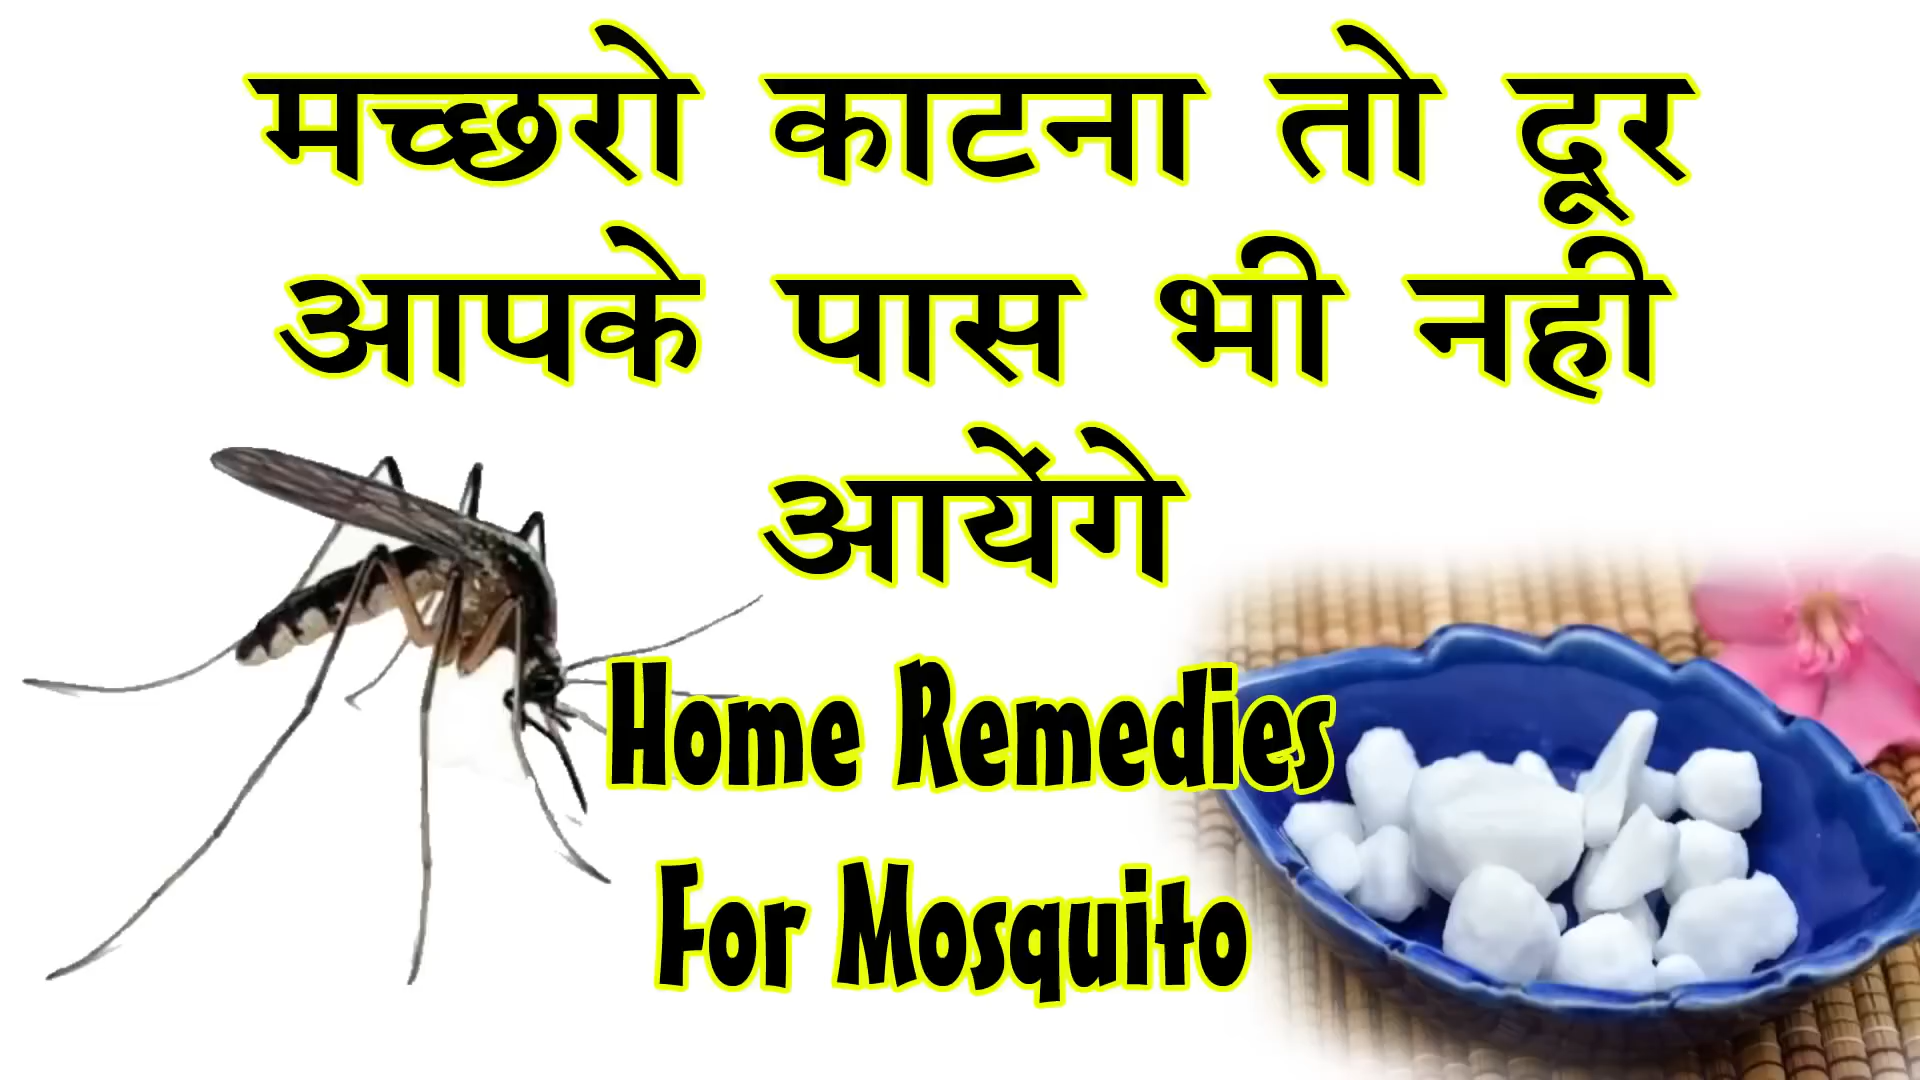 मच्छरो काटना तो दूर
आपके पास भी नही
आयेंगे
Home Remedies
For Mosquito